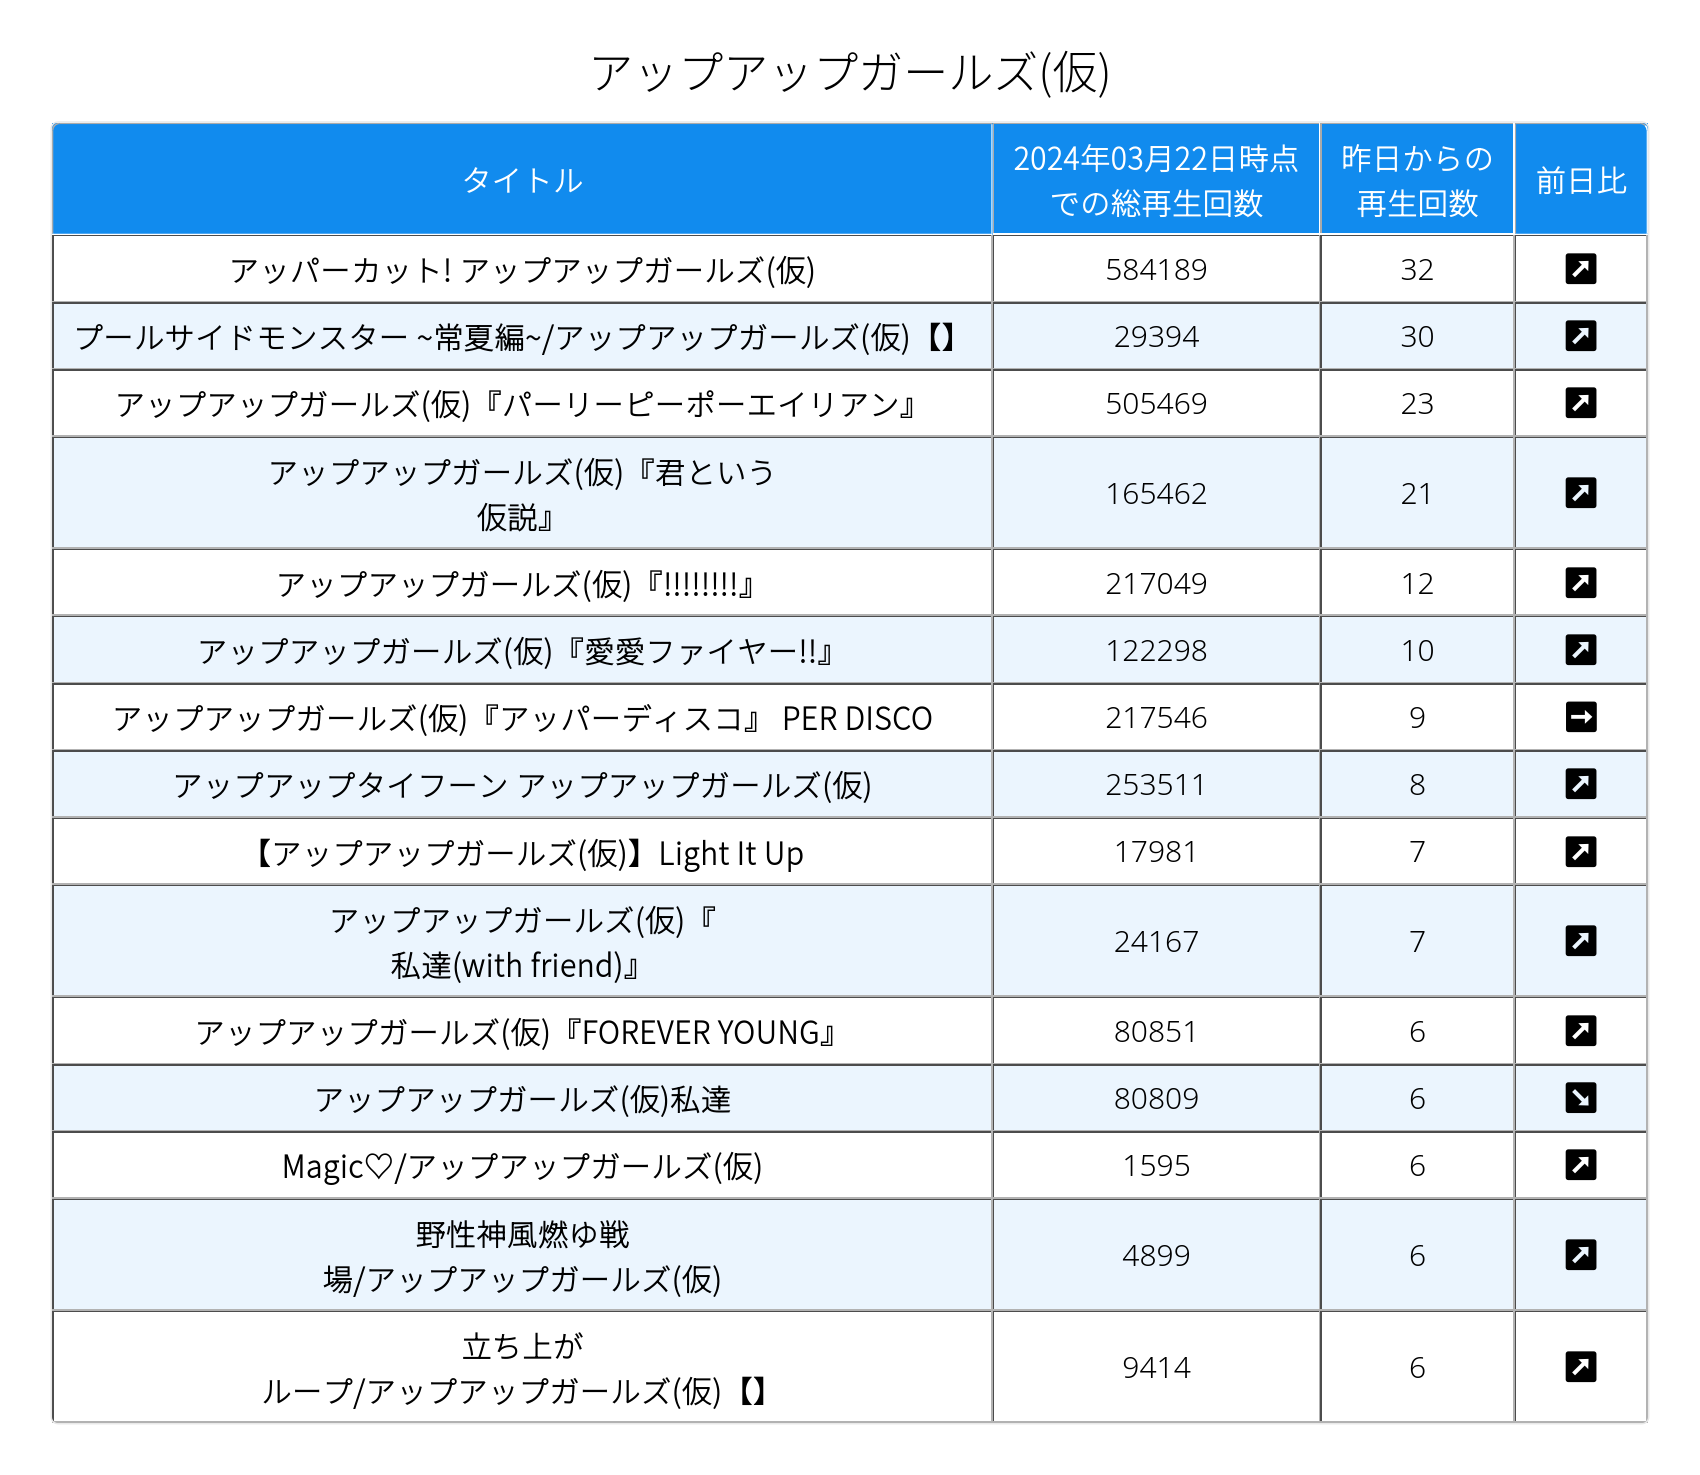 アップアップガールズ(仮)
タイトル
2024年03月22日時点
での総再生回数
昨日からの
再生回数
前日比
アッパーカット! アップアップガールズ(仮)
584189
32
プールサイドモンスター ~常夏編~/アップアップガールズ(仮)【】
29394
30
アップアップガールズ(仮)『パーリーピーポーエイリアン』
505469
23
アップアップガールズ(仮)『君という
仮説』
165462
21
アップアップガールズ(仮)『!!!!!!!!』
217049
12
アップアップガールズ(仮)『愛愛ファイヤー!!』
122298
10
アップアップガールズ(仮)『アッパーディスコ』 PER DISCO
217546
9
アップアップタイフーン アップアップガールズ(仮)
253511
8
【アップアップガールズ(仮)】Light It Up
17981
7
アップアップガールズ(仮)『
私達(with friend)』
24167
7
アップアップガールズ(仮)『FOREVER YOUNG』
80851
6
アップアップガールズ(仮)私達
80809
6
Magic♡/アップアップガールズ(仮)
1595
6
野性神風燃ゆ戦
場/アップアップガールズ(仮)
4899
6
立ち上が
ループ/アップアップガールズ(仮)【】
9414
6